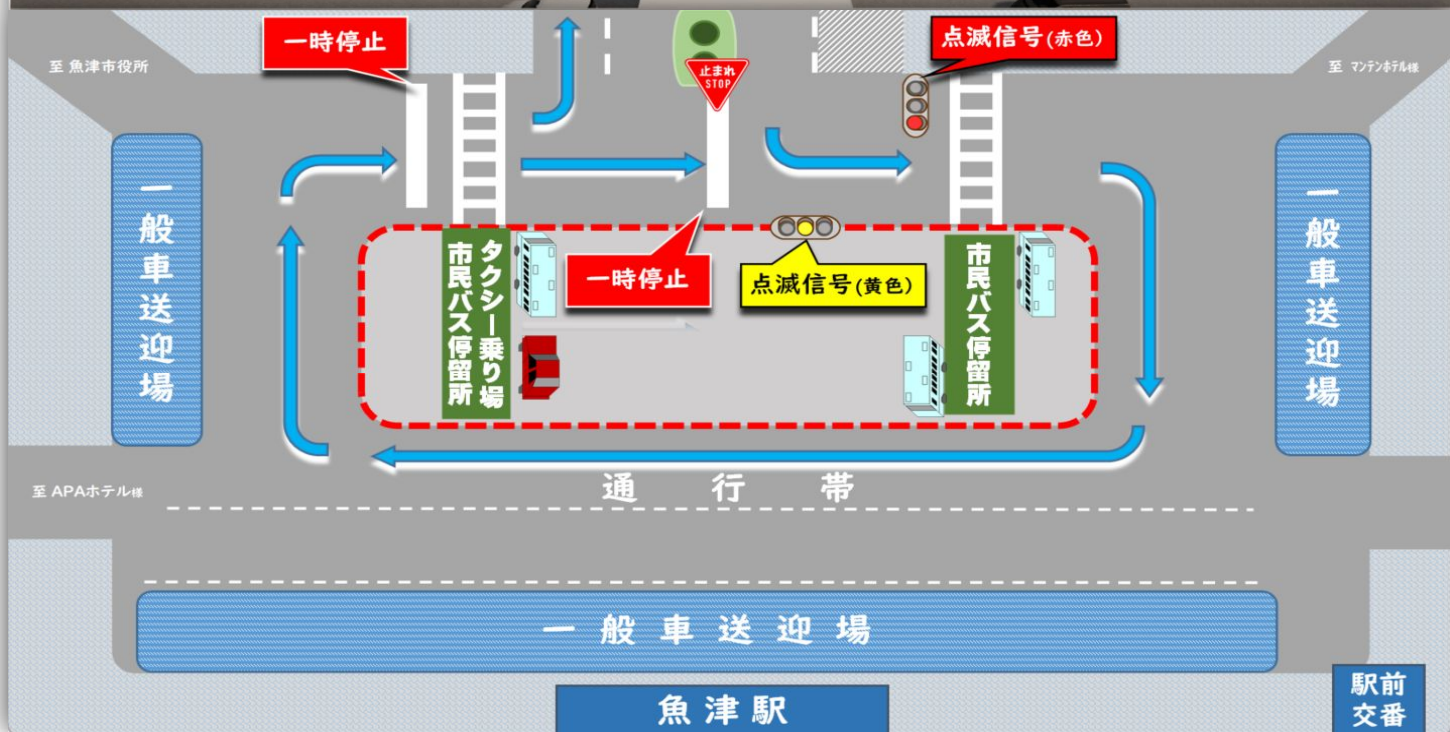 一時停止
点滅信号(赤色)
至 魚津市役所
止まれ
STOP
至 マンテンホテル様
一般車送迎場
タクシー乗り場
市民バス停留所
一時停止
点滅信号(黄色)
市民バス停留所
一般車送迎場
至 APAホテル様
通行帯
一般車送迎場
魚津駅
駅前
交番